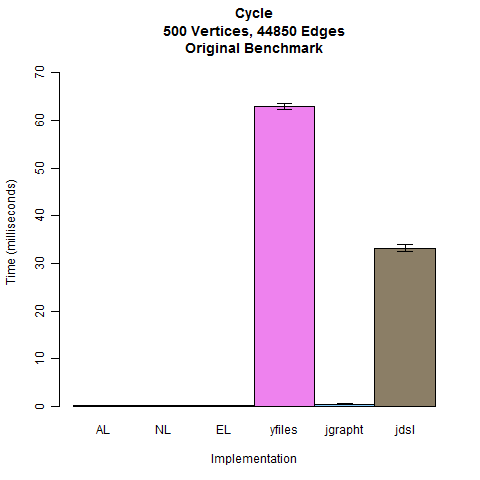 Cycle
500 Vertices, 44850 Edges
Original Benchmark
Time (milliseconds)
70
60
50
40
30
20
10
0
AL NL EL yfiles jgrapht jdsl
Implementation